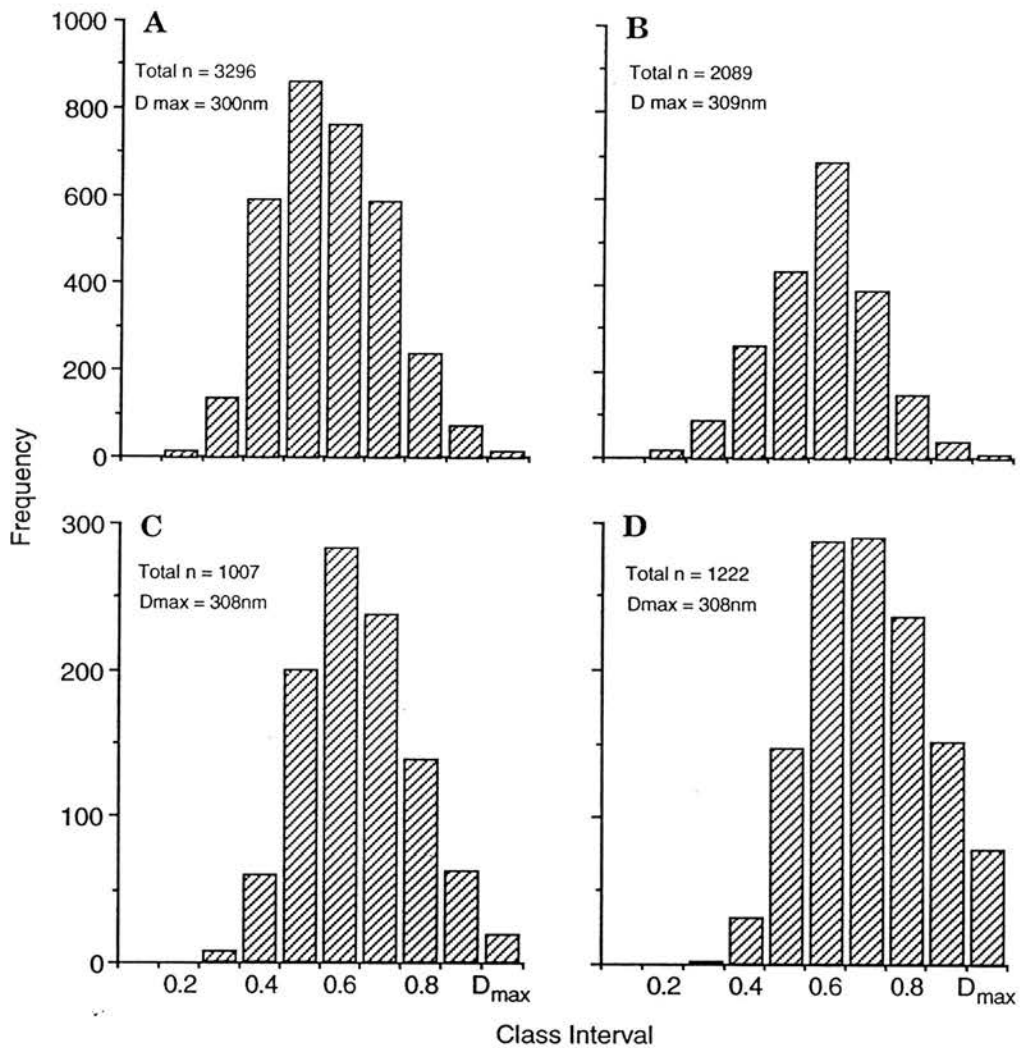 A
Total n = 3296
D max = 300nm
1000
800
600
400
200
0
B
Total n = 2089
D max = 309nm
Frequency
C
Total n = 1007
Dmax = 308nm
300
200
100
0
0.2 0.4 0.6 0.8 Dmax
D
Total n = 1222
Dmax = 308nm
0.2 0.4 0.6 0.8 Dmax
Class Interval